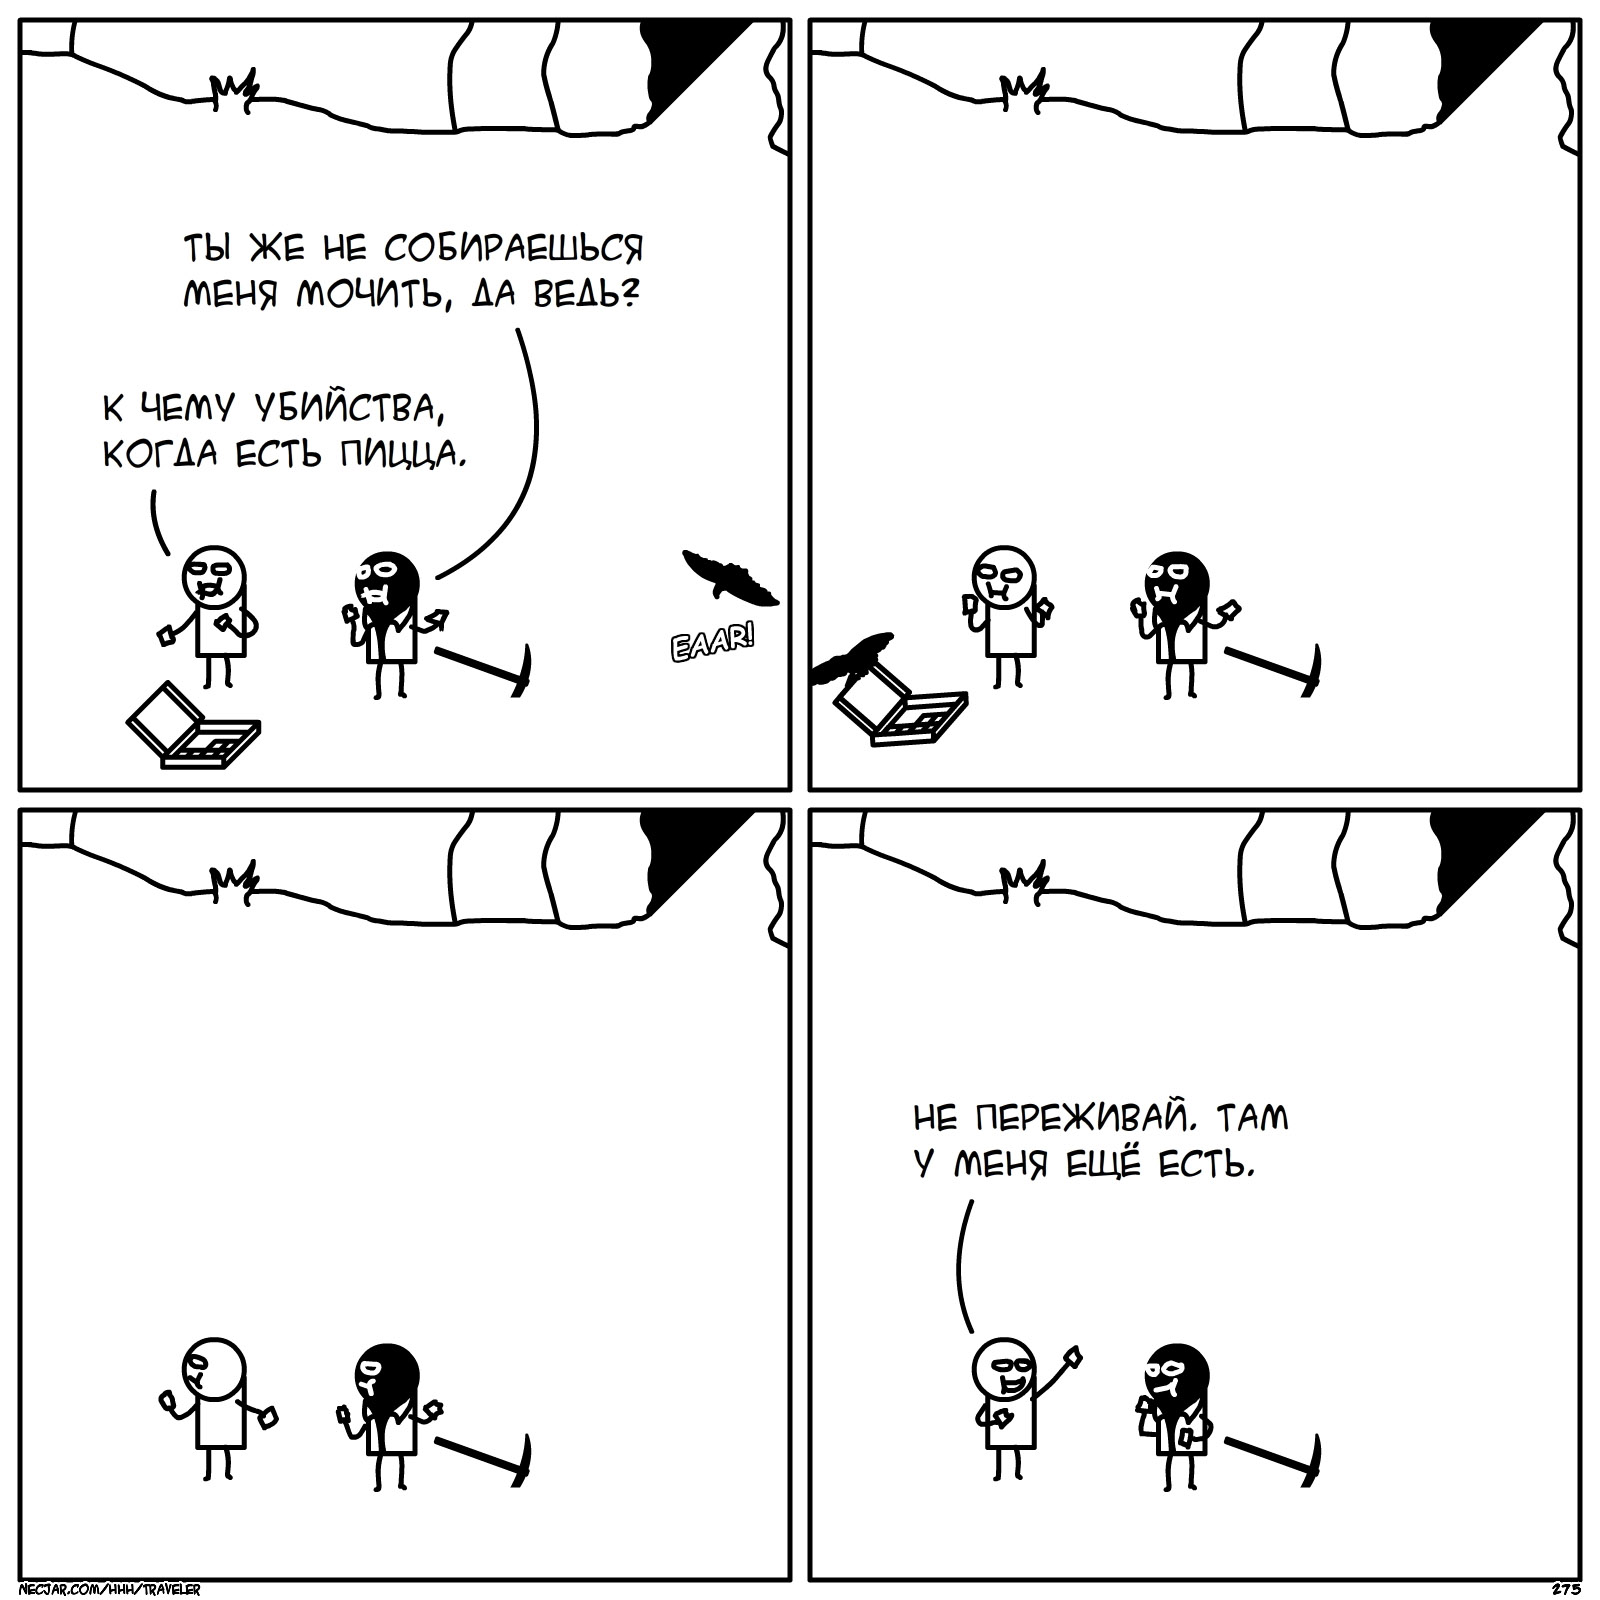 ТЫ ЖЕ НЕ СОБИРАЕШЬСЯ
МЕНЯ МОЧИТЬ, ДА ВЕДЬ?
К ЧЕМУ УБИЙСТВА,
КОГДА ЕСТЬ ПИЦЦА.
EAAR!
НЕ ПЕРЕЖИВАЙ. ТАМ
У МЕНЯ ЕЩЁ ЕСТЬ.
NECJAR.COM/HHH/TRAVELER
275